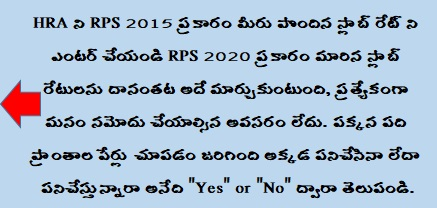 HRA ని RPS 2015 ప్రకారం మీరు పొందిన స్లాబ్ రేట్ ని
ఎంటర్ చేయండి RPS 2020 ప్రకారం మారిన స్లాబ్
రేటులను దానంతట అదే మార్చుకుంటుంది, ప్రత్యేకంగా
మనం నమోదు చేయాల్సిన అవసరం లేదు. పక్కన పది
ప్రాంతాల పేర్లు చూపడం జరిగింది అక్కడ పనిచేసినా లేదా
పనిచేస్తున్నారా అనేది "Yes" or "No" ద్వారా తెలుపండి.